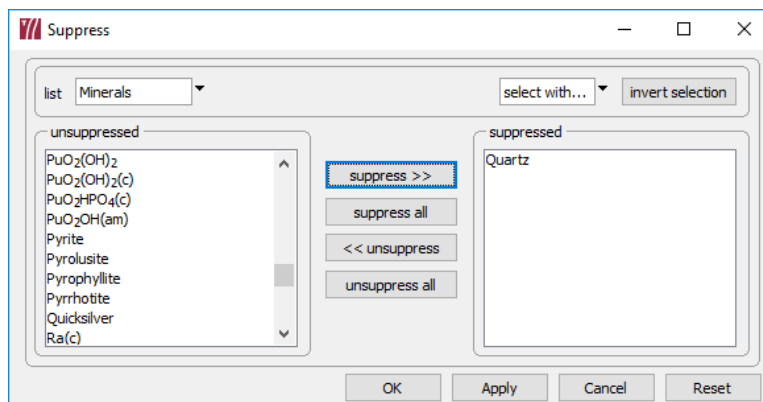 Suppress
list Minerals select with... invert selection
unsuppressed
PuO₂(OH)₂
PuO₂(OH)₂(c)
PuO₂HPO₄(c)
PuO₂OH(am)
Pyrite
Pyrolusite
Pyrophyllite
Pyrrhotite
Quicksilver
Ra(c)
suppress >>
suppress all
<< unsuppress
unsuppress all
suppressed
Quartz
OK Apply Cancel Reset